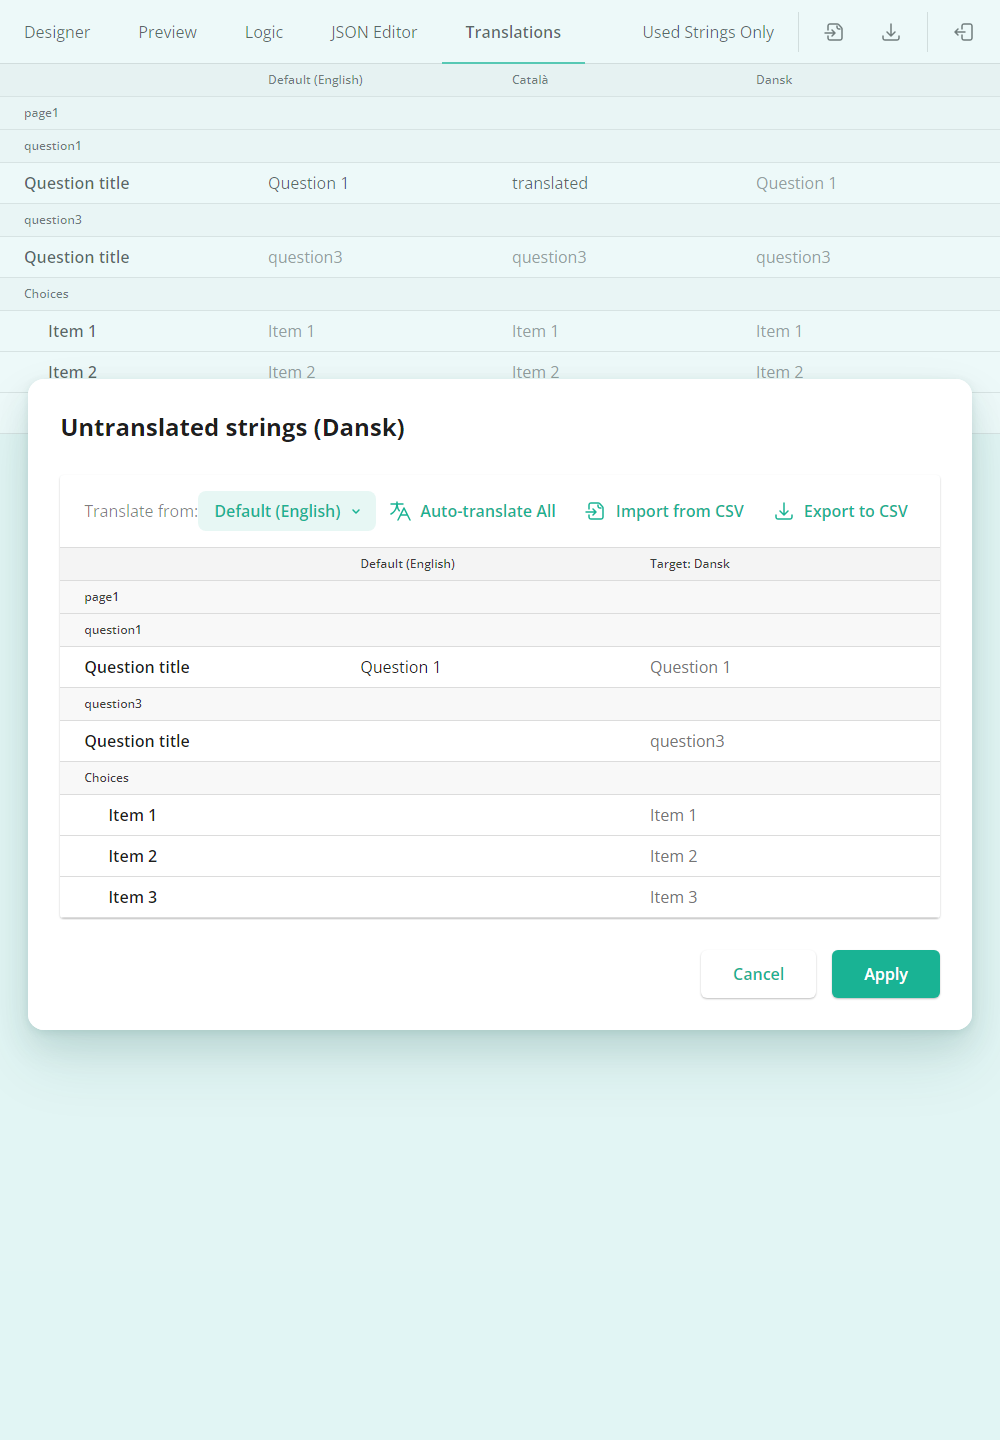 Designer Preview Logic JSON Editor Translations Used Strings Only
Default (English) Català Dansk
page1
question1
Question title Question 1 translated Question 1
question3
Question title question3 question3 question3
Choices
Item 1 Item 1 Item 1 Item 1
Item 2 Item 2 Item 2 Item 2
Untranslated strings (Dansk)
Translate from: Default (English) Auto-translate All Import from CSV Export to CSV
Default (English) Target: Dansk
page1
question1
Question title Question 1 Question 1
question3
Question title question3
Choices
Item 1 Item 1
Item 2 Item 2
Item 3 Item 3
Cancel Apply